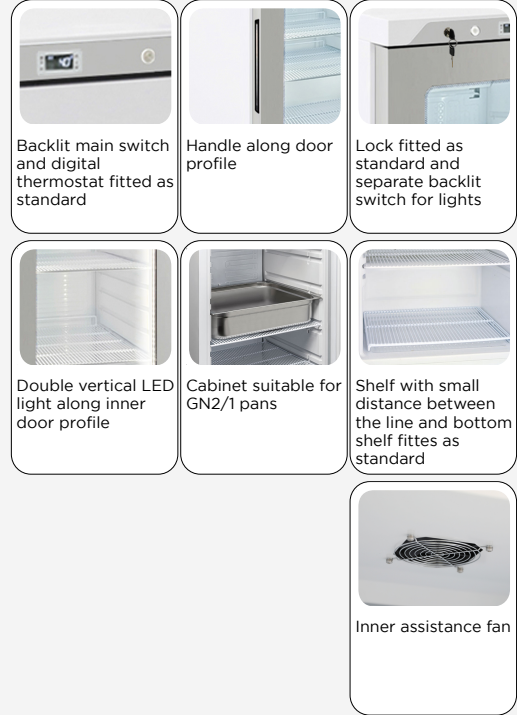 Backlit main switch
and digital
thermostat fitted as
standard
Handle along door
profile
Lock fitted as
standard and
separate backlit
switch for lights
Double vertical LED
light along inner
door profile
Cabinet suitable for
GN2/1 pans
Shelf with small
distance between
the line and bottom
shelf fittes as
standard
Inner assistance fan